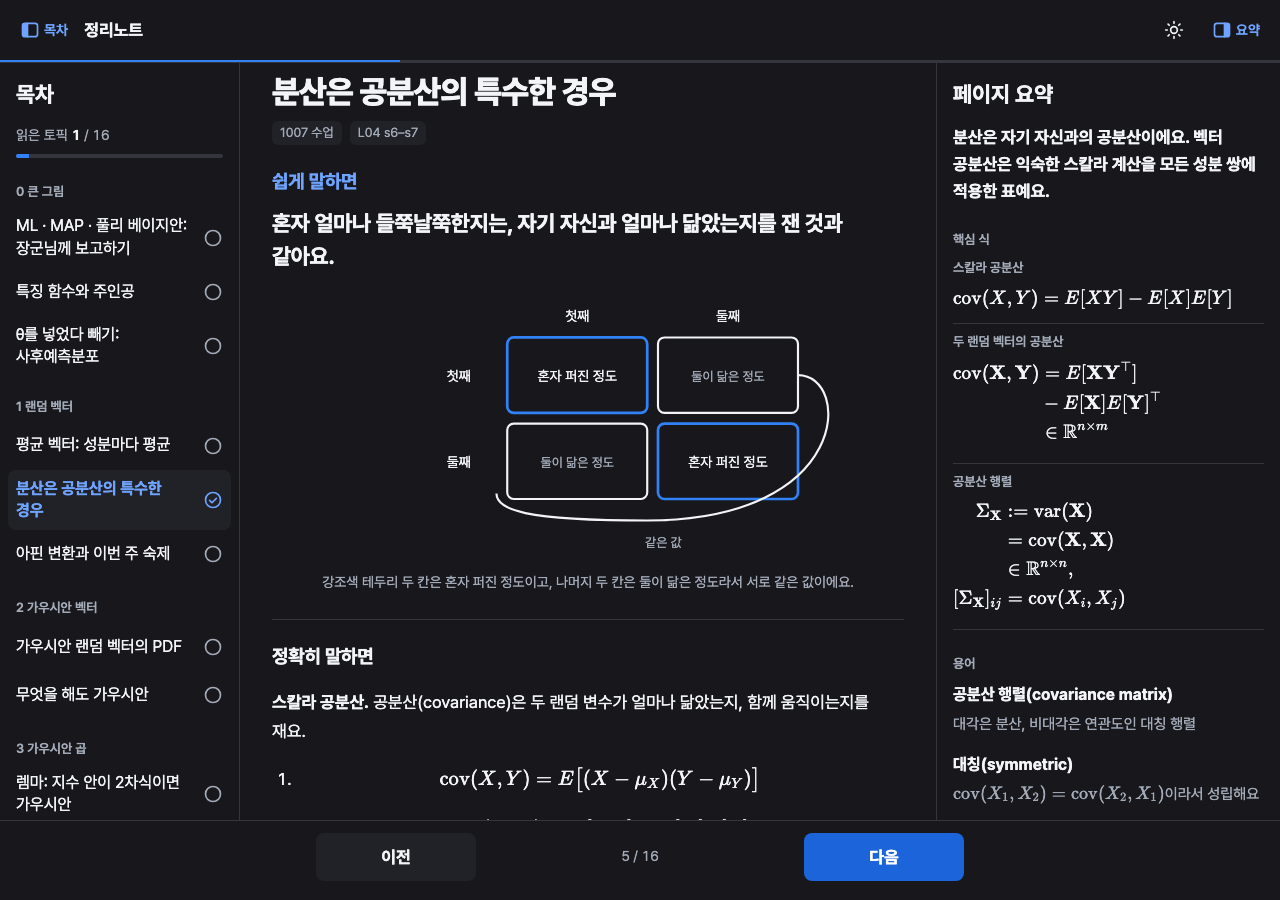 목차
정리노트
요약
목차
읽은 토픽 1 / 16
0 큰 그림
ML · MAP · 풀리 베이지안:
장군님께 보고하기
특징 함수와 주인공
θ를 넣었다 빼기:
사후예측분포
1 랜덤 벡터
평균 벡터: 성분마다 평균
분산은 공분산의 특수한
경우
아핀 변환과 이번 주 숙제
2 가우시안 벡터
가우시안 랜덤 벡터의 PDF
무엇을 해도 가우시안
3 가우시안 곱
렘마: 지수 안이 2차식이면
가우시안
분산은 공분산의 특수한 경우
1007 수업
L04 s6–s7
쉽게 말하면
혼자 얼마나 들쭉날쭉한지는, 자기 자신과 얼마나 닮았는지를 잰 것과
같아요.
첫째 둘째
첫째 혼자 퍼진 정도 둘이 닮은 정도
둘째 둘이 닮은 정도 혼자 퍼진 정도
같은 값
강조색 테두리 두 칸은 혼자 퍼진 정도이고, 나머지 두 칸은 둘이 닮은 정도라서 서로 같은 값이에요.
정확히 말하면
스칼라 공분산. 공분산(covariance)은 두 랜덤 변수가 얼마나 닮았는지, 함께 움직이는지를
재요.
1. cov(X, Y) = E[(X − μ_X)(Y − μ_Y)]
페이지 요약
분산은 자기 자신과의 공분산이에요. 벡터
공분산은 익숙한 스칼라 계산을 모든 성분 쌍에
적용한 표예요.
핵심 식
스칼라 공분산
cov(X, Y) = E[XY] − E[X]E[Y]
두 랜덤 벡터의 공분산
cov(𝐗, 𝐘) = E[𝐗𝐘^⊤]
− E[𝐗]E[𝐘]^⊤
∈ ℝ^{n×m}
공분산 행렬
Σ_𝐗 := var(𝐗)
= cov(𝐗, 𝐗)
∈ ℝ^{n×n},
[Σ_𝐗]_{ij} = cov(X_i, X_j)
용어
공분산 행렬(covariance matrix)
대각은 분산, 비대각은 연관도인 대칭 행렬
대칭(symmetric)
cov(X₁, X₂) = cov(X₂, X₁)이라서 성립해요
이전
5 / 16
다음